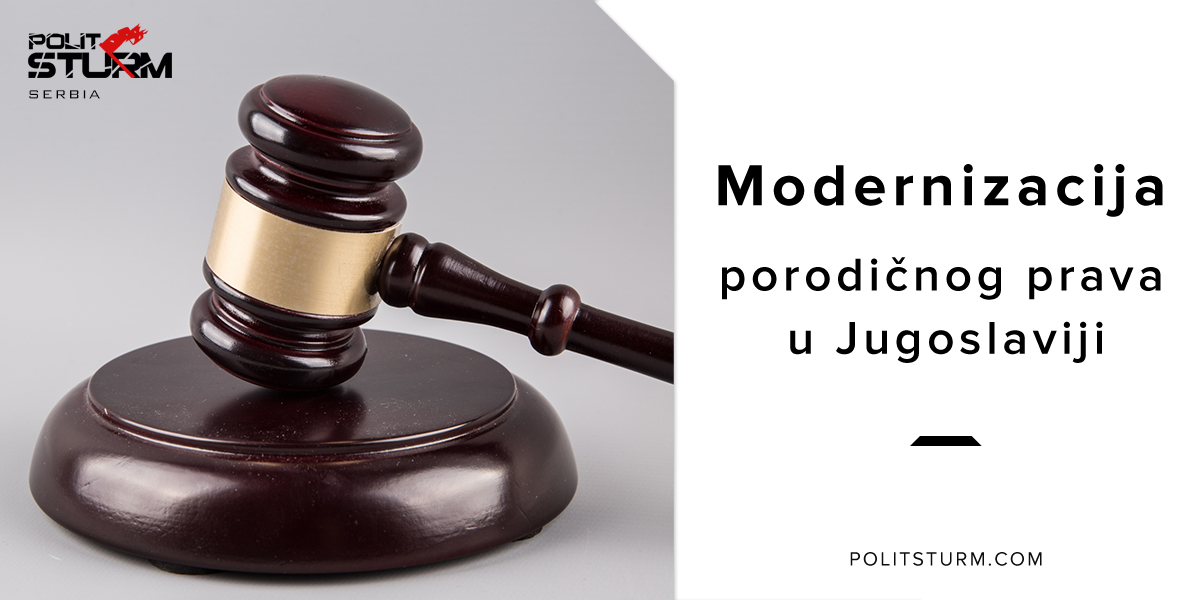 POLIT
STURM
SERBIA
Modernizacija
porodičnog prava
u Jugoslaviji
POLITSTURM.COM